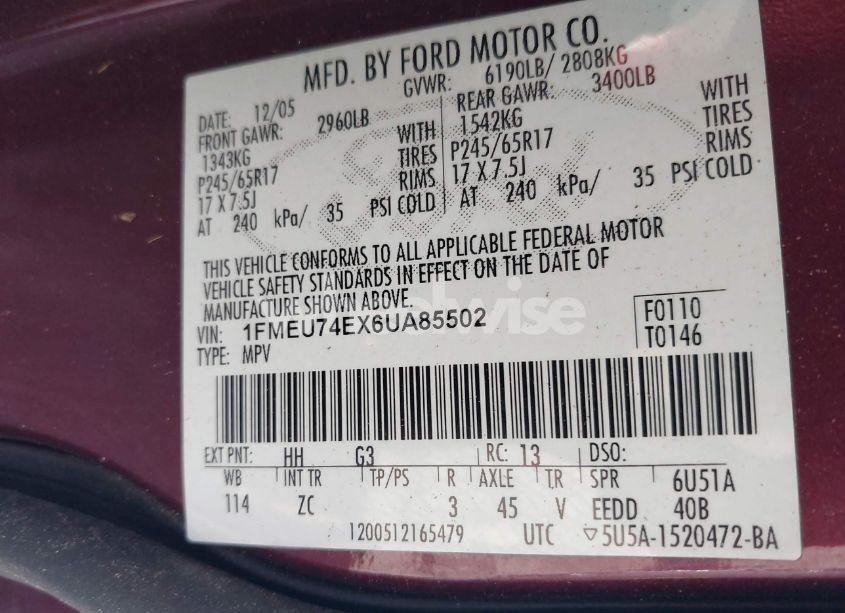 MFD. BY FORD MOTOR CO.
DATE: 12/05 GVWR: 6190LB/ 2808KG
FRONT GAWR: 2960LB REAR GAWR: 3400LB
1343KG WITH 1542KG WITH
P245/65R17 TIRES P245/65R17 TIRES
17 X 7.5J RIMS 17 X 7.5J RIMS
AT 240 kPa/ 35 PSI COLD AT 240 kPa/ 35 PSI COLD
THIS VEHICLE CONFORMS TO ALL APPLICABLE FEDERAL MOTOR
VEHICLE SAFETY STANDARDS IN EFFECT ON THE DATE OF
MANUFACTURE SHOWN ABOVE.
VIN: 1FMEU74EX6UA85502 F0110
TYPE: MPV T0146
EXT PNT: HH G3 RC: 13 DSO:
WB INT TR TP/PS R AXLE TR SPR 6U51A
114 ZC 3 45 V EEDD 40B
1200512165479 UTC ▽5U5A-1520472-BA